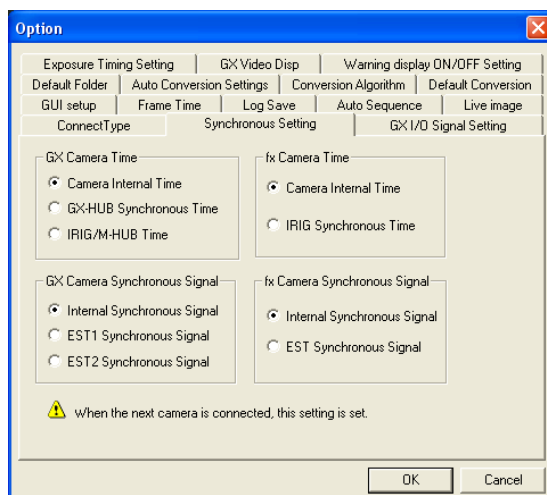 Option
Exposure Timing Setting GX Video Disp Warning display ON/OFF Setting
Default Folder Auto Conversion Settings Conversion Algorithm Default Conversion
GUI setup Frame Time Log Save Auto Sequence Live image
ConnectType Synchronous Setting GX I/O Signal Setting
GX Camera Time
Camera Internal Time
GX-HUB Synchronous Time
IRIG/M-HUB Time
fx Camera Time
Camera Internal Time
IRIG Synchronous Time
GX Camera Synchronous Signal
Internal Synchronous Signal
EST1 Synchronous Signal
EST2 Synchronous Signal
fx Camera Synchronous Signal
Internal Synchronous Signal
EST Synchronous Signal
When the next camera is connected, this setting is set.
OK Cancel